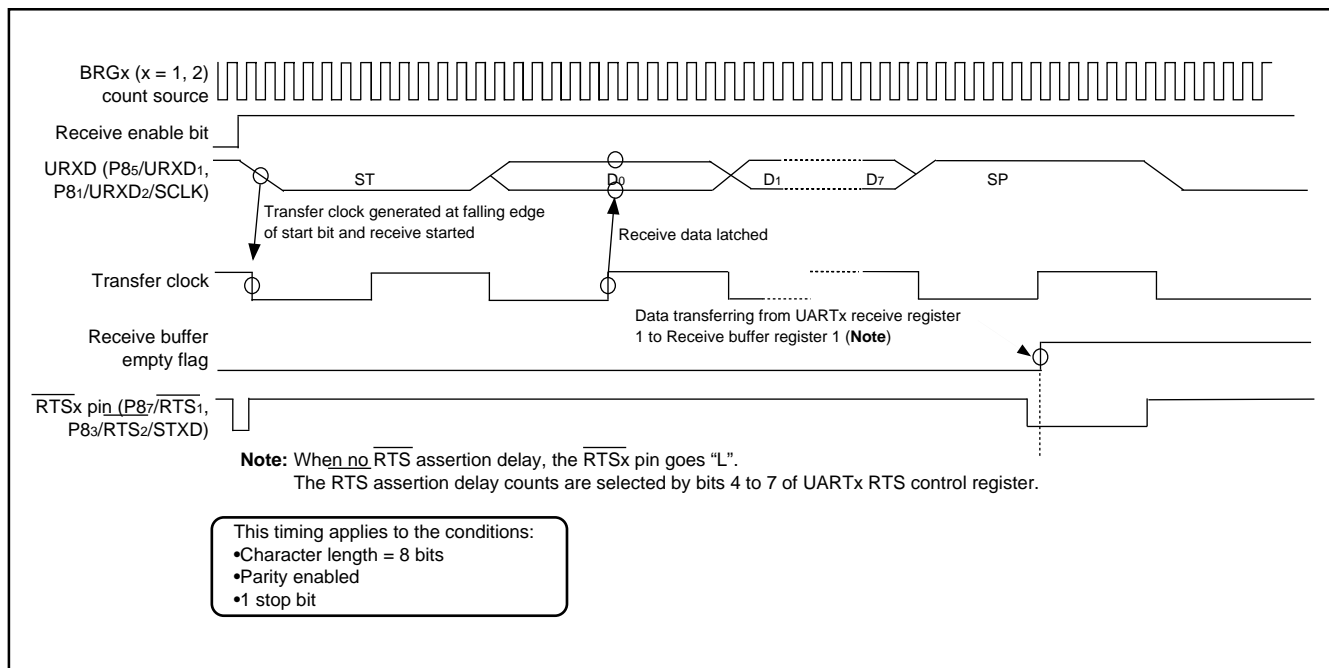 BRGx (x = 1, 2)
count source
Receive enable bit
URXD (P85/URXD1,
P81/URXD2/SCLK)
ST
D0
D1
D7
SP
Transfer clock generated at falling edge
of start bit and receive started
Receive data latched
Transfer clock
Data transferring from UARTx receive register
1 to Receive buffer register 1 (Note)
Receive buffer
empty flag
RTSx pin (P87/RTS1,
P83/RTS2/STXD)
Note: When no RTS assertion delay, the RTSx pin goes “L”.
The RTS assertion delay counts are selected by bits 4 to 7 of UARTx RTS control register.
This timing applies to the conditions:
•Character length = 8 bits
•Parity enabled
•1 stop bit